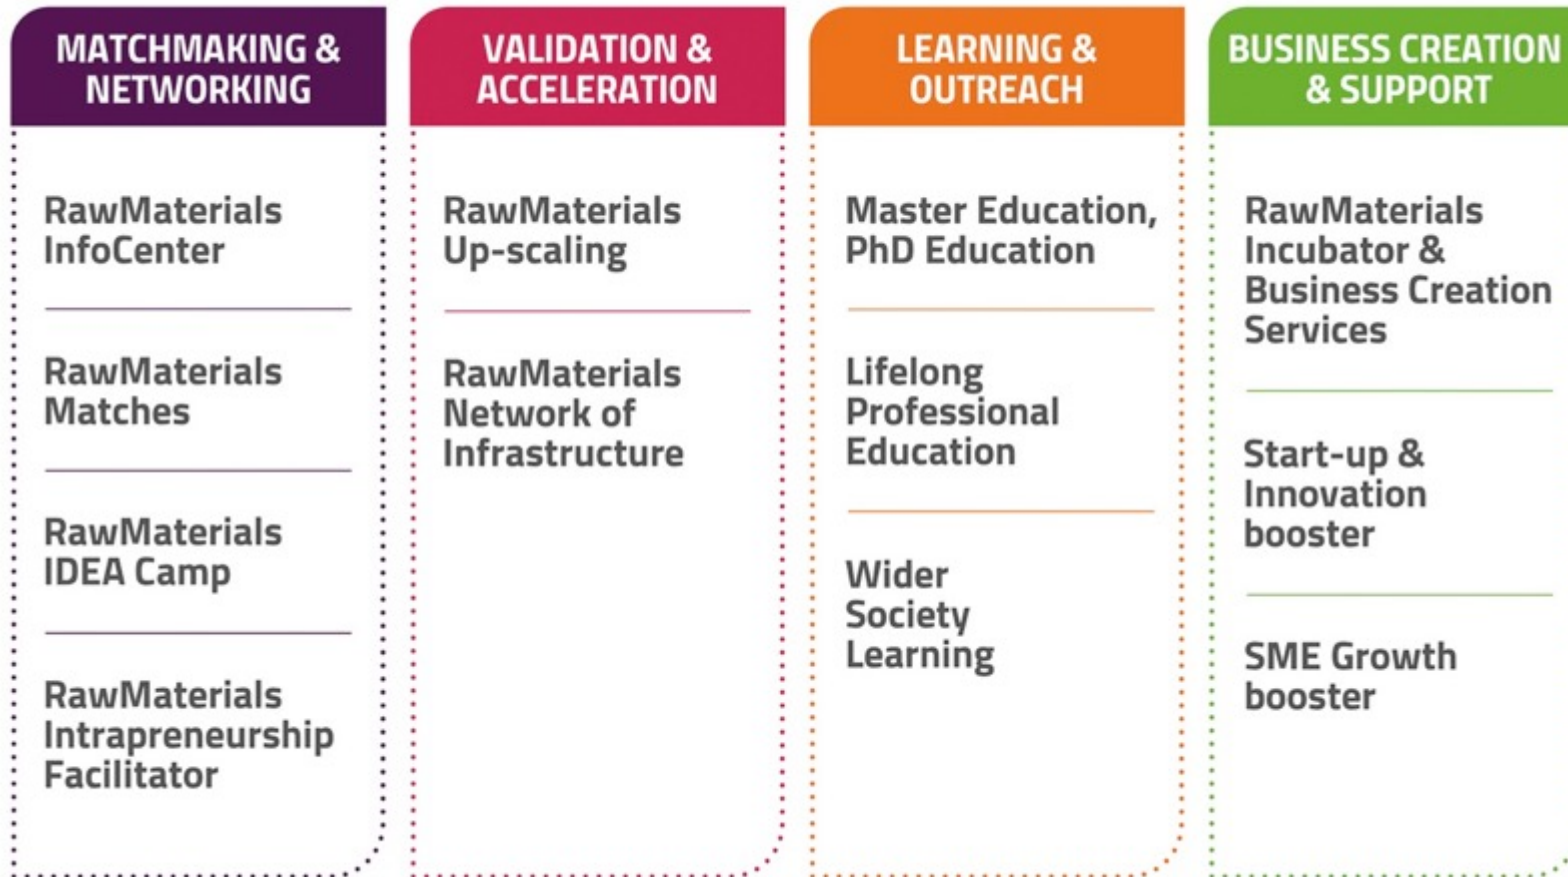 MATCHMAKING &
NETWORKING
RawMaterials
InfoCenter
RawMaterials
Matches
RawMaterials
IDEA Camp
RawMaterials
Intrapreneurship
Facilitator
VALIDATION &
ACCELERATION
RawMaterials
Up-scaling
RawMaterials
Network of
Infrastructure
LEARNING &
OUTREACH
Master Education,
PhD Education
Lifelong
Professional
Education
Wider
Society
Learning
BUSINESS CREATION
& SUPPORT
RawMaterials
Incubator &
Business Creation
Services
Start-up &
Innovation
booster
SME Growth
booster